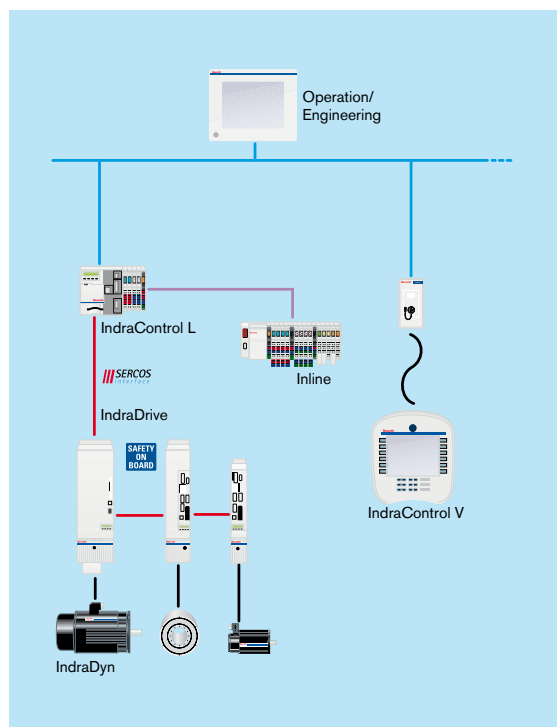 Operation/
Engineering
IndraControl L
Inline
SERCOS
interface
IndraDrive
SAFETY
ON
BOARD
IndraControl V
IndraDyn